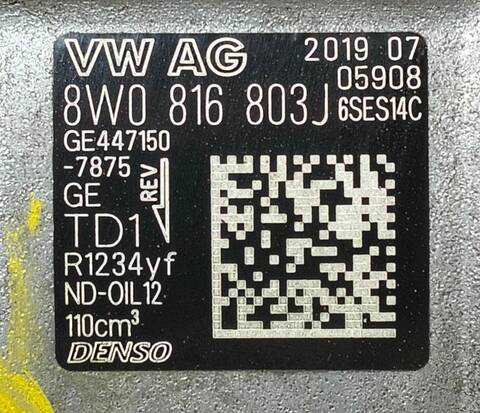 VW AG 2019 07
05908
8W0 816 803J 6SES14C
GE447150
-7875
GE REV
TD1
R1234yf
ND-OIL12
110cm³
DENSO